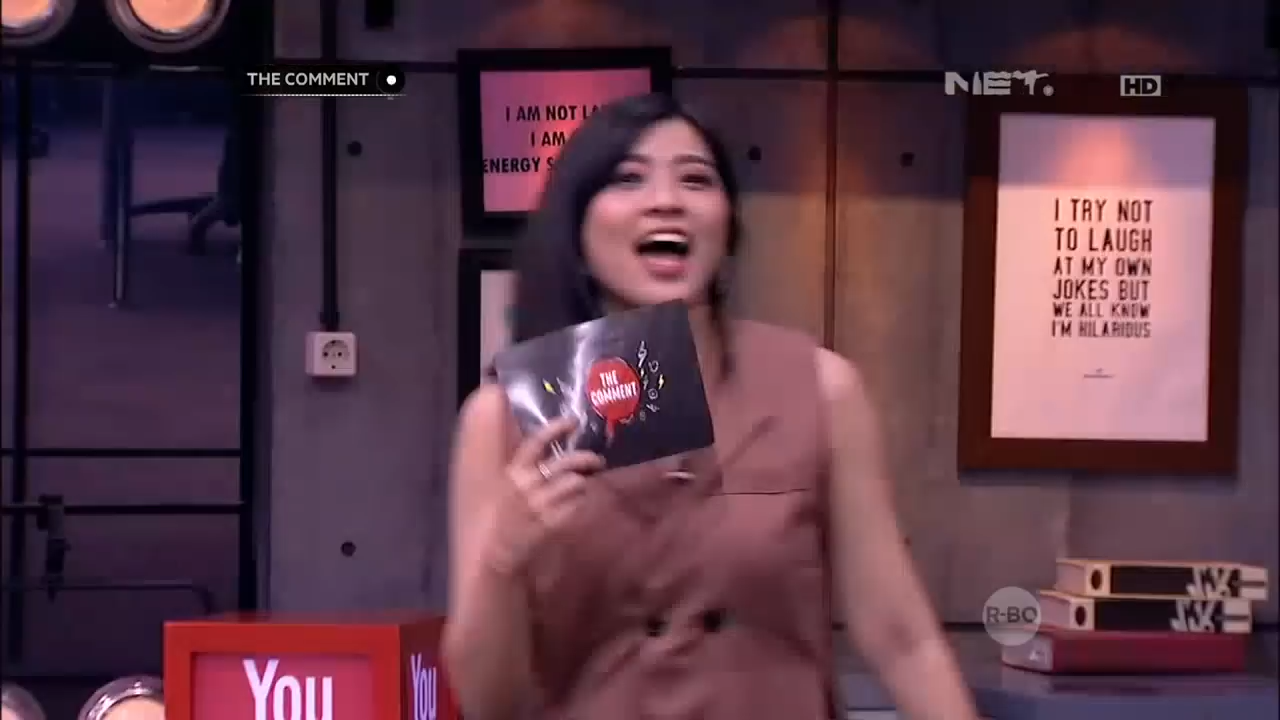 THE COMMENT
NET.
HD
I AM NOT
I AM
ENERGY
I TRY NOT
TO LAUGH
AT MY OWN
JOKES BUT
WE ALL KNOW
I'M HILARIOUS
THE
COMMENT
R-BO
You
You